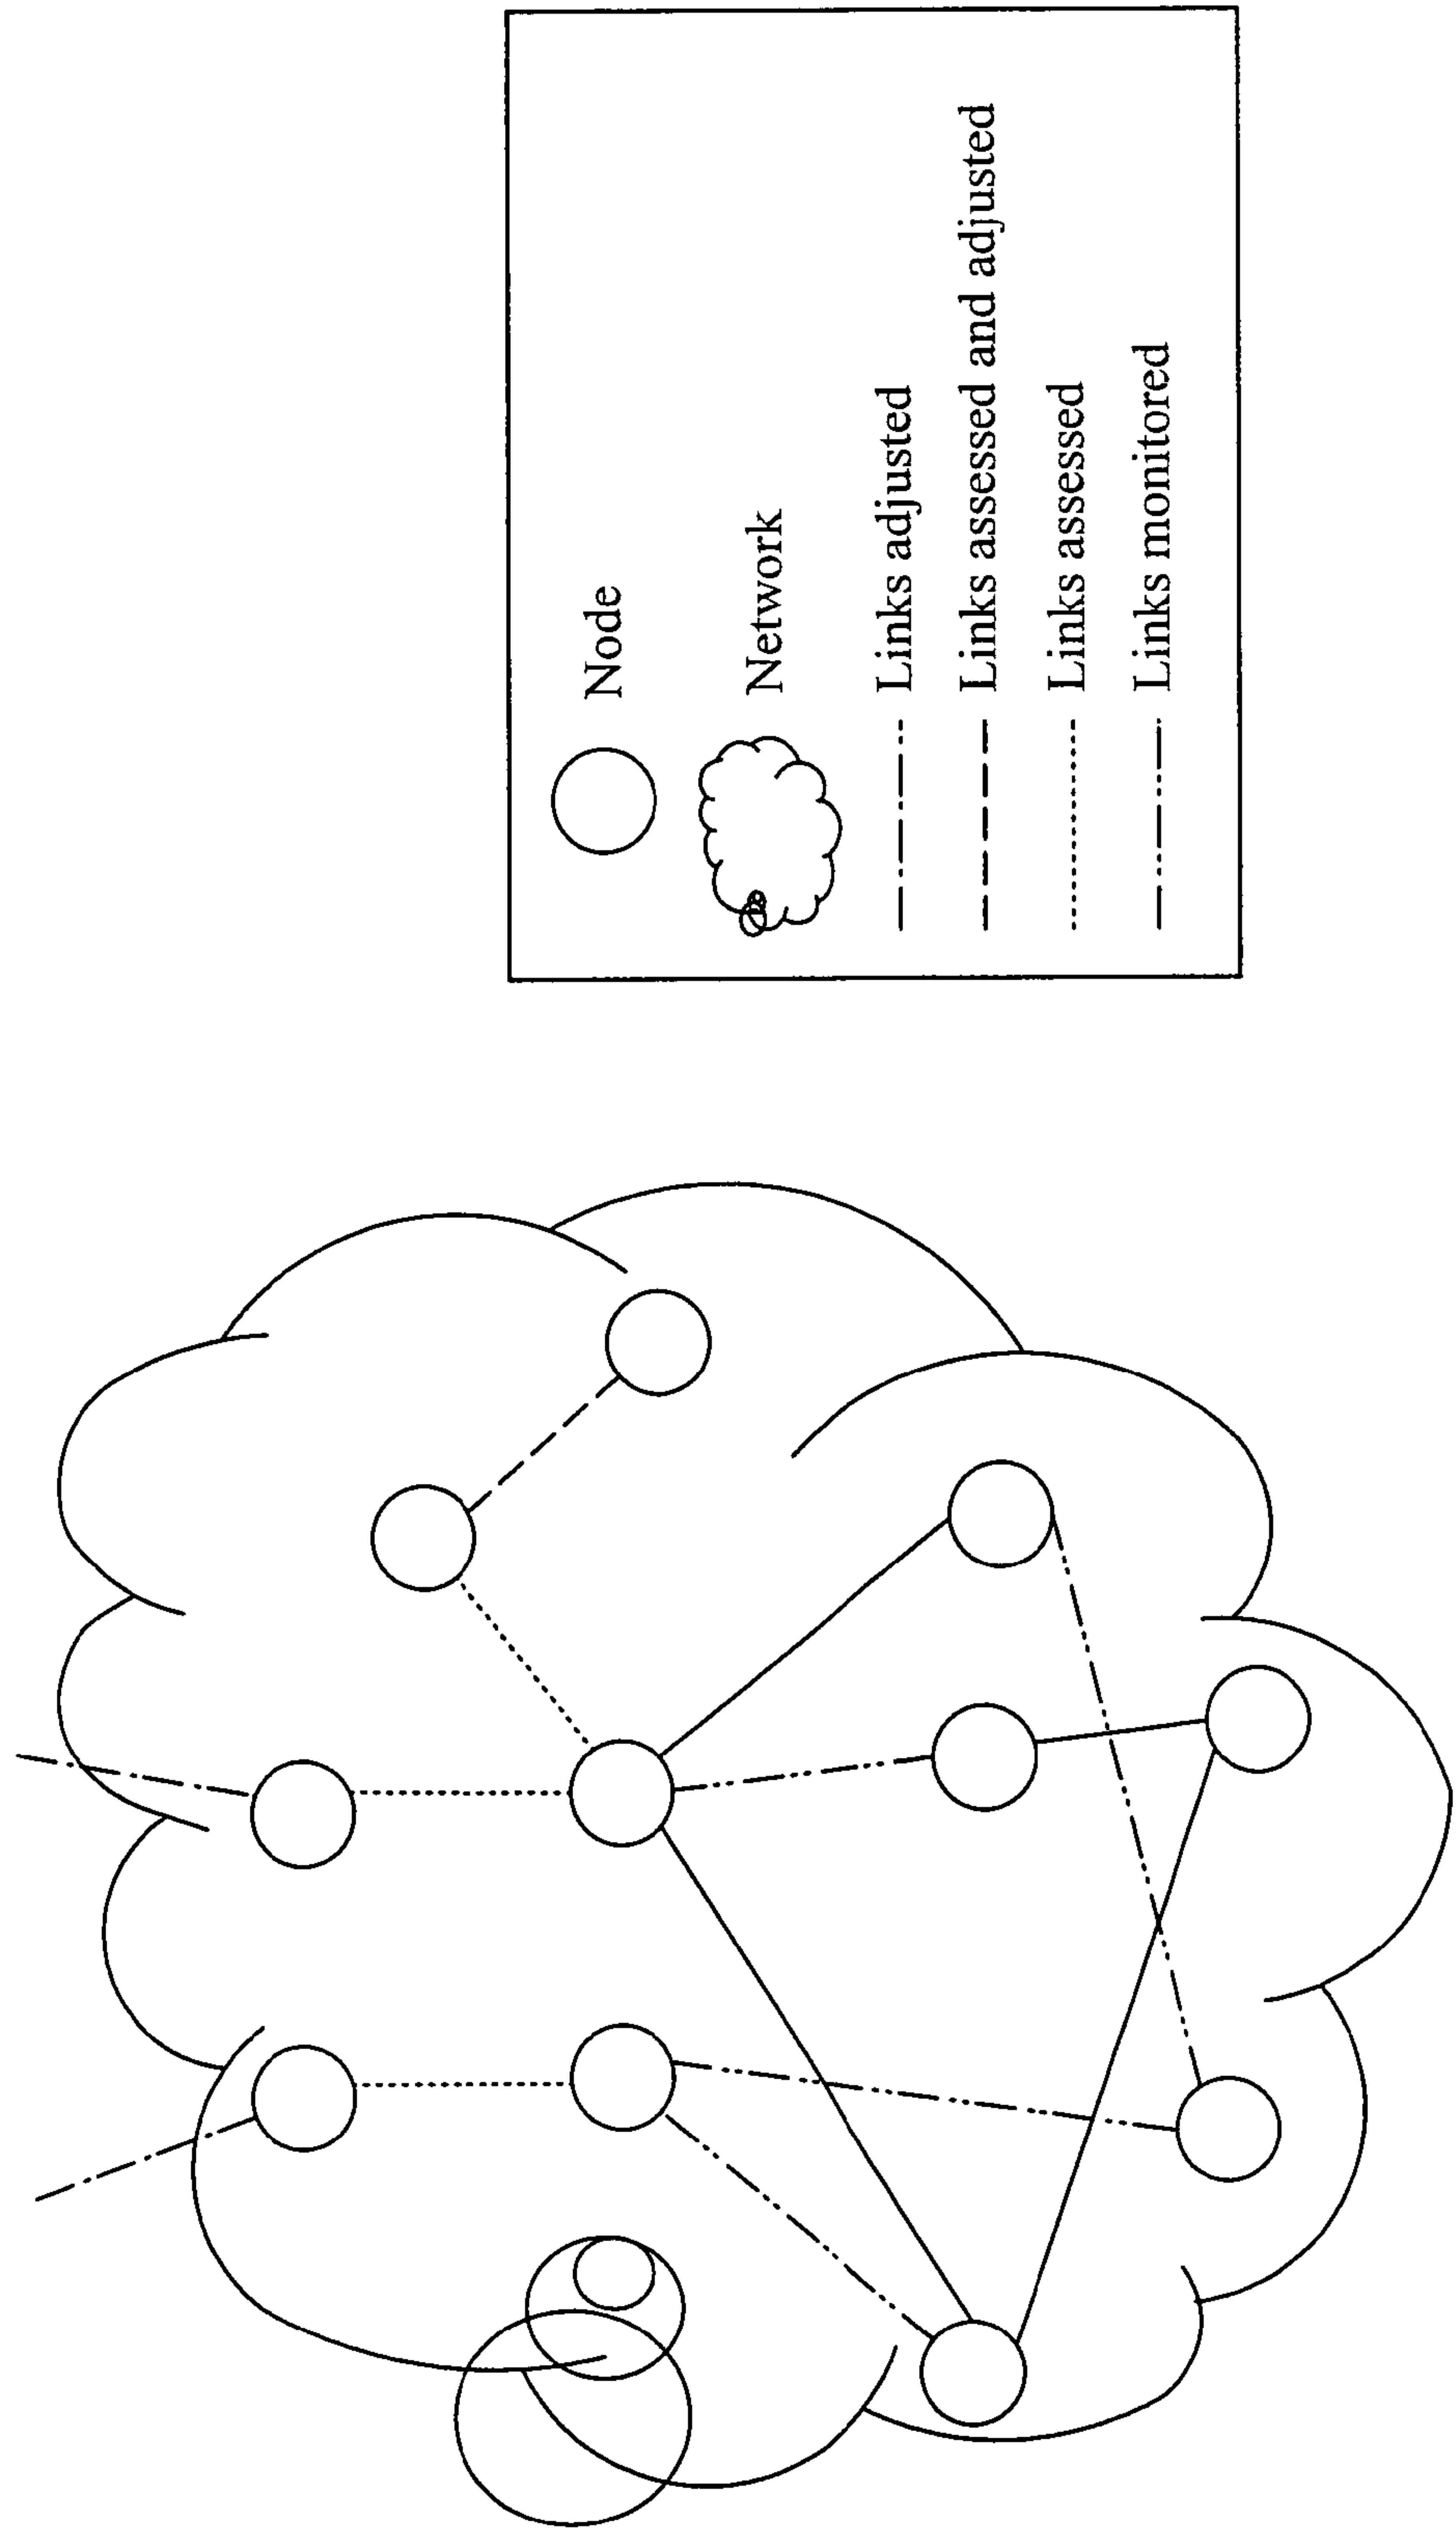 Node
Network
Links adjusted
Links assessed and adjusted
Links assessed
Links monitored